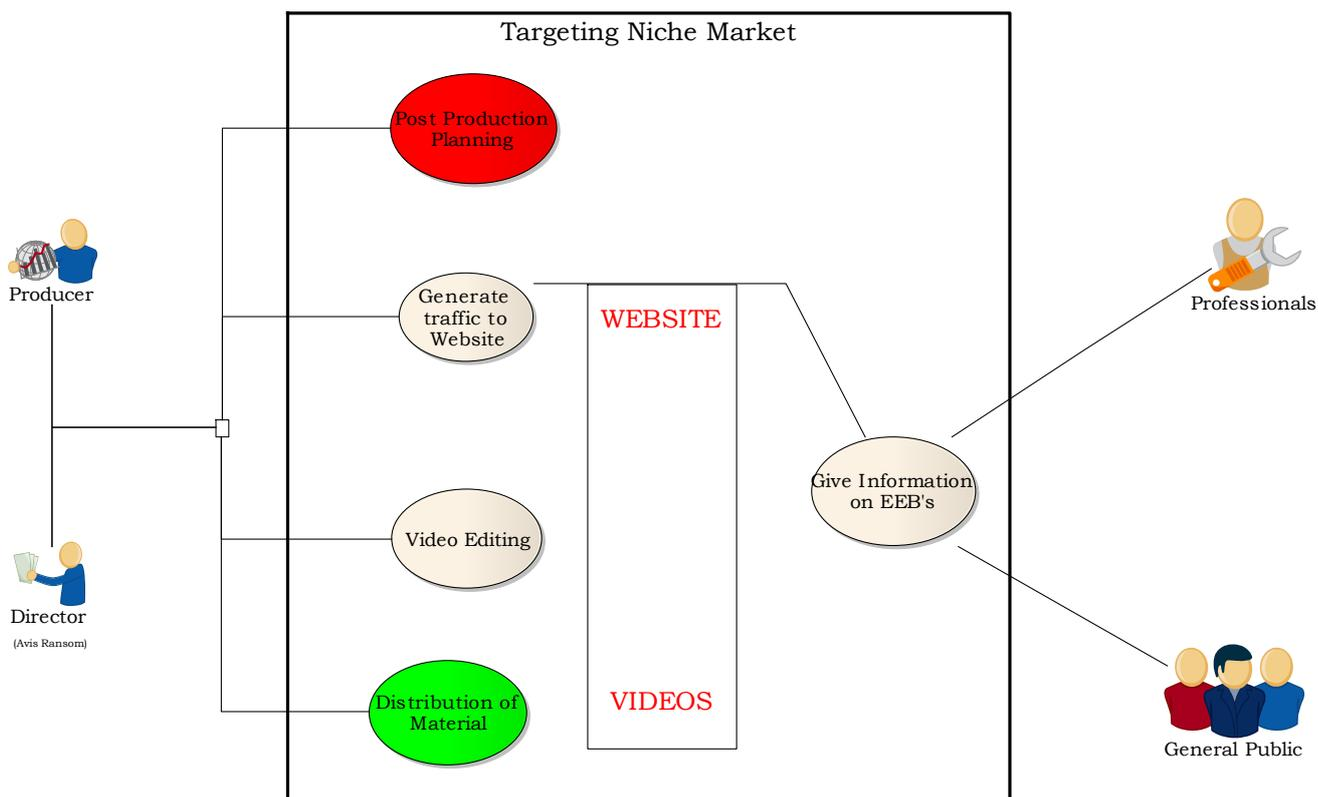 Targeting Niche Market
Post Production
Planning
Producer
Generate
traffic to
Website
WEBSITE
Professionals
Give Information
on EEB's
Video Editing
Director
(Avis Ransom)
Distribution of
Material
VIDEOS
General Public